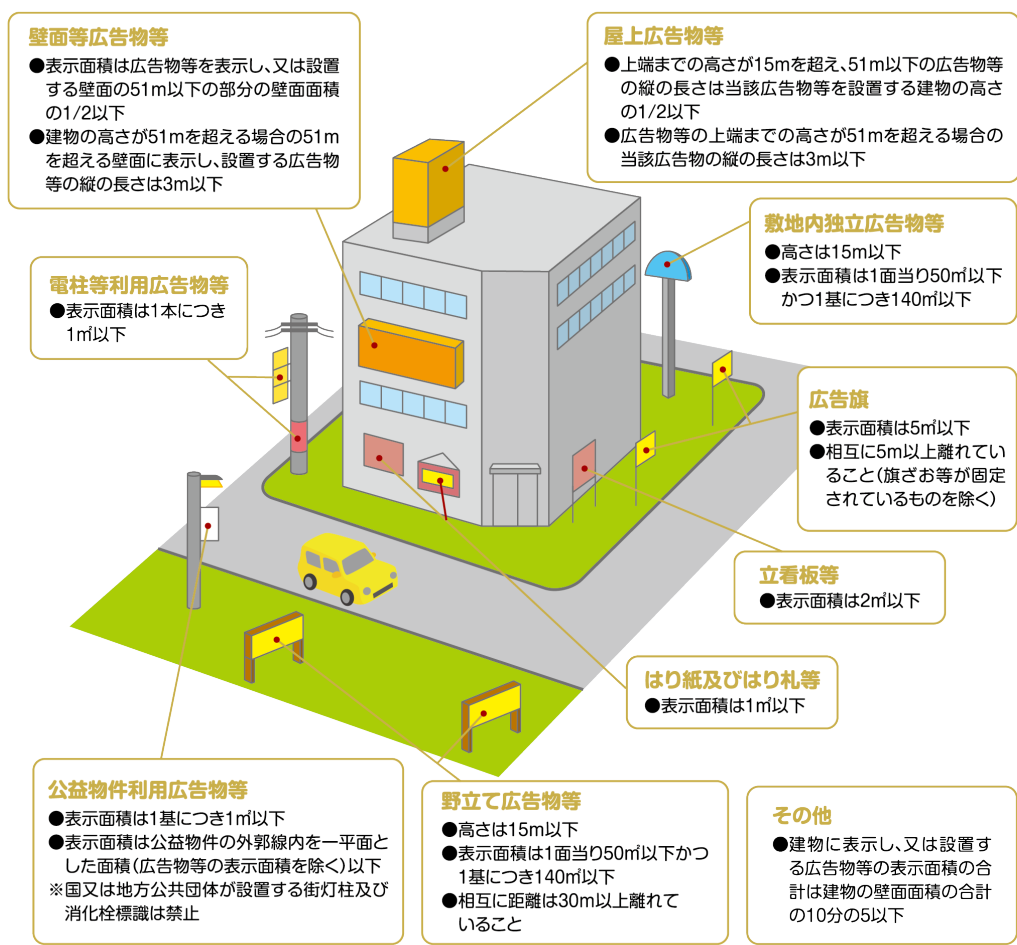 壁面等広告物等
●表示面積は広告物等を表示し、又は設置
する壁面の51m以下の部分の壁面面積
の1/2以下
●建物の高さが51mを超える場合の51m
を超える壁面に表示し、設置する広告物
等の縦の長さは3m以下
屋上広告物等
●上端までの高さが15mを超え、51m以下の広告物等
の縦の長さは当該広告物等を設置する建物の高さ
の1/2以下
●広告物等の上端までの高さが51mを超える場合の
当該広告物の縦の長さは3m以下
敷地内独立広告物等
●高さは15m以下
●表示面積は1面当り50㎡以下
かつ1基につき140㎡以下
電柱等利用広告物等
●表示面積は1本につき
1㎡以下
広告旗
●表示面積は5㎡以下
●相互に5m以上離れてい
ること（旗ざお等が固定
されているものを除く）
立看板等
●表示面積は2㎡以下
はり紙及びはり札等
●表示面積は1㎡以下
公益物件利用広告物等
●表示面積は1基につき1㎡以下
●表示面積は公益物件の外郭線内を一平面と
した面積（広告物等の表示面積を除く）以下
※国又は地方公共団体が設置する街灯柱及び
消化栓標識は禁止
野立て広告物等
●高さは15m以下
●表示面積は1面当り50㎡以下かつ
1基につき140㎡以下
●相互に距離は30m以上離れて
いること
その他
●建物に表示し、又は設置す
る広告物等の表示面積の合
計は建物の壁面面積の合計
の10分の5以下